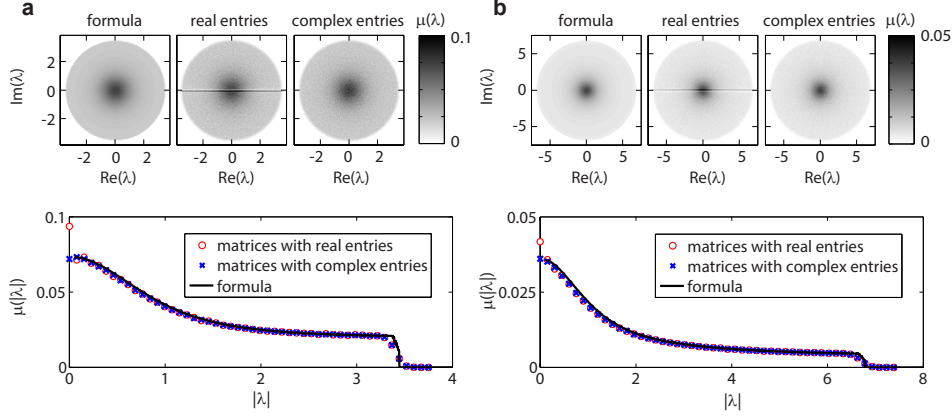 a
formula real entries complex entries μ(λ)
Im(λ)
2
0
-2
-2 0 2 -2 0 2 -2 0 2
Re(λ) Re(λ) Re(λ)
0.1
0
b
formula real entries complex entries μ(λ)
Im(λ)
5
0
-5
-5 0 5 -5 0 5 -5 0 5
Re(λ) Re(λ) Re(λ)
0.05
0
μ(|λ|)
0.1
0.05
0
0 1 2 3 4
|λ|
matrices with real entries
matrices with complex entries
formula
μ(|λ|)
0.05
0.025
0
0 2 4 6 8
|λ|
matrices with real entries
matrices with complex entries
formula